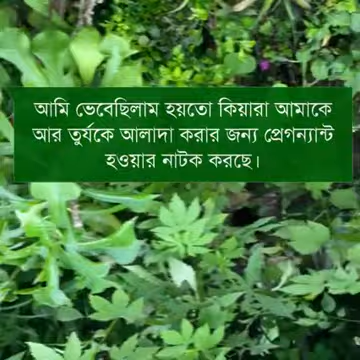 আমি ভেবেছিলাম হয়তো কিয়ারা আমাকে
আর তুর্যকে আলাদা করার জন্য প্রেগন্যান্ট
হওয়ার নাটক করছে।